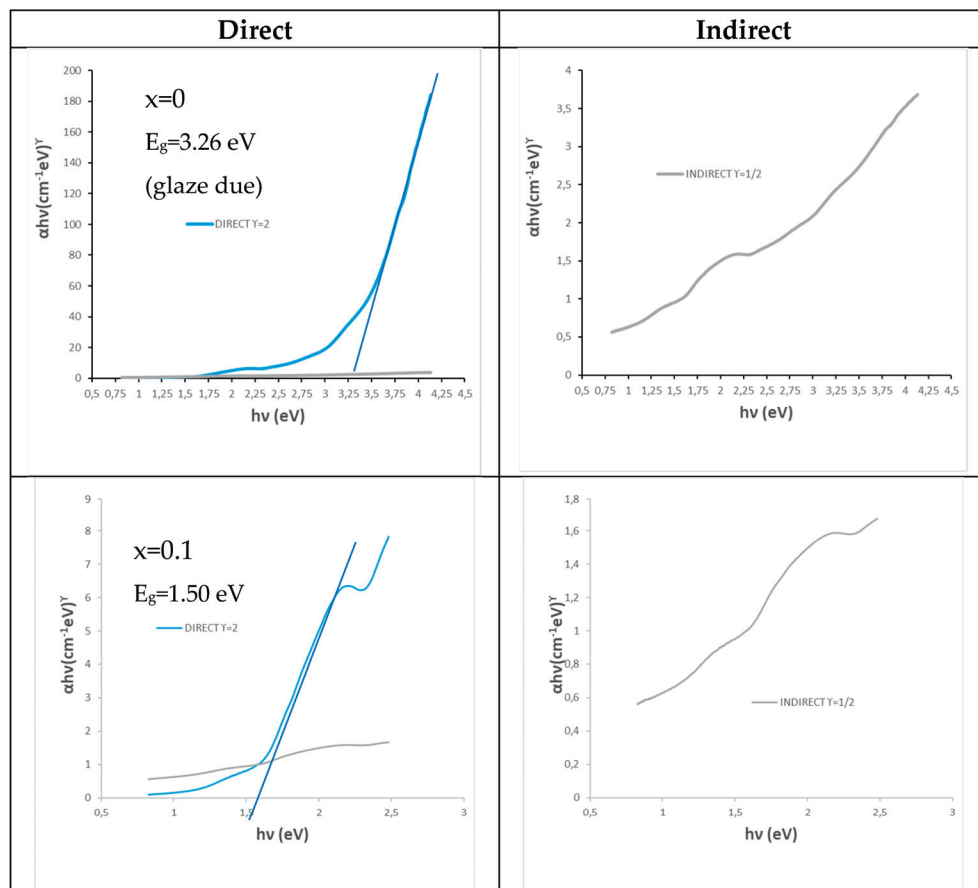 Direct
Indirect
200
180
160
140
120
100
80
60
40
20
0
αhν(cm⁻¹eV)ϒ
x=0
Eg=3.26 eV
(glaze due)
DIRECT ϒ=2
0,5 0,75 1 1,25 1,5 1,75 2 2,25 2,5 2,75 3 3,25 3,5 3,75 4 4,25 4,5
hν (eV)
4
3,5
3
2,5
2
1,5
1
0,5
0
αhν(cm⁻¹eV)ϒ
INDIRECT ϒ=1/2
0,5 0,75 1 1,25 1,5 1,75 2 2,25 2,5 2,75 3 3,25 3,5 3,75 4 4,25 4,5
hν (eV)
9
8
7
6
5
4
3
2
1
0
αhν(cm⁻¹eV)ϒ
x=0.1
Eg=1.50 eV
DIRECT ϒ=2
0,5 1 1,5 2 2,5 3
hν (eV)
1,8
1,6
1,4
1,2
1
0,8
0,6
0,4
0,2
0
αhν(cm⁻¹eV)ϒ
INDIRECT ϒ=1/2
0,5 1 1,5 2 2,5 3
hν (eV)